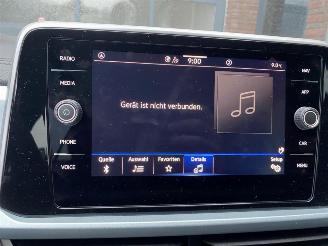 9:00
9.0°C
RADIO
MEDIA
PHONE
VOICE
Gerät ist nicht verbunden.
NAV
APP
CAR
MENU
Quelle
Auswahl
Favoriten
Details
Setup